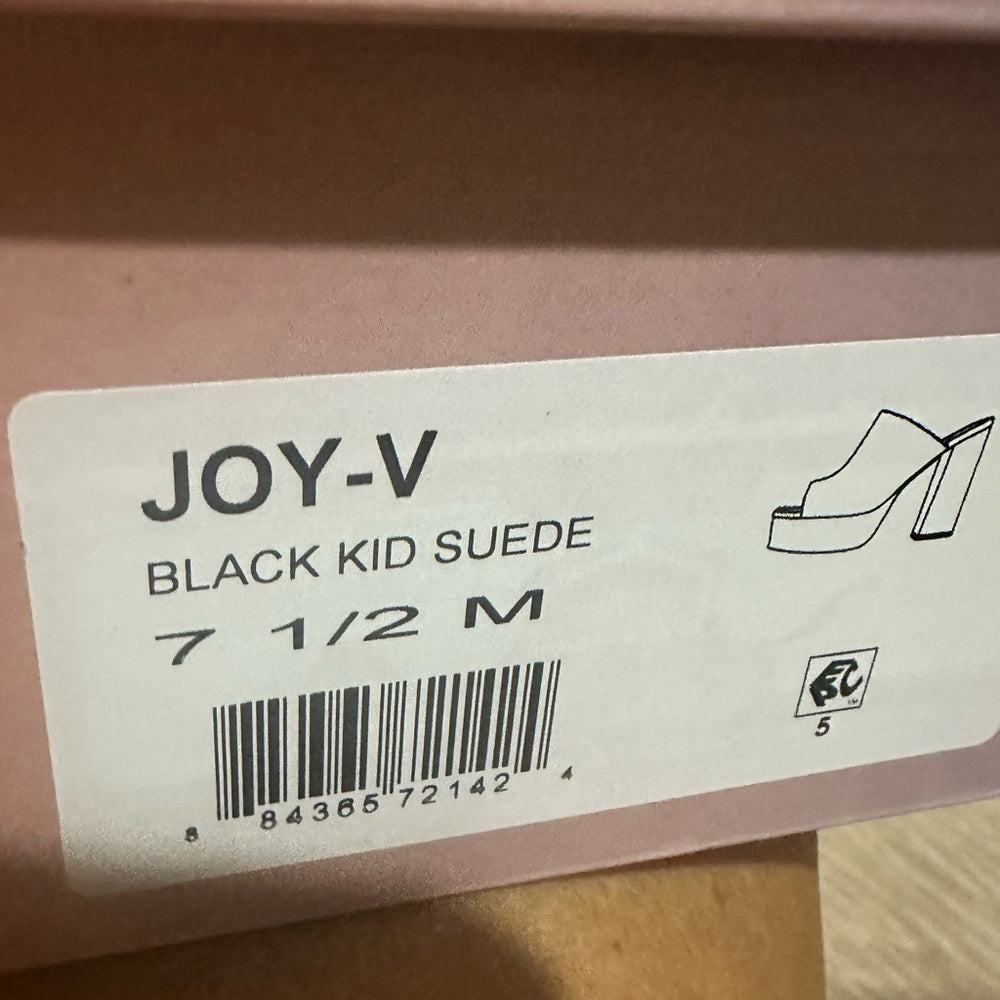 JOY-V
BLACK KID SUEDE
7 1/2 M
8 84365 72142 4
5